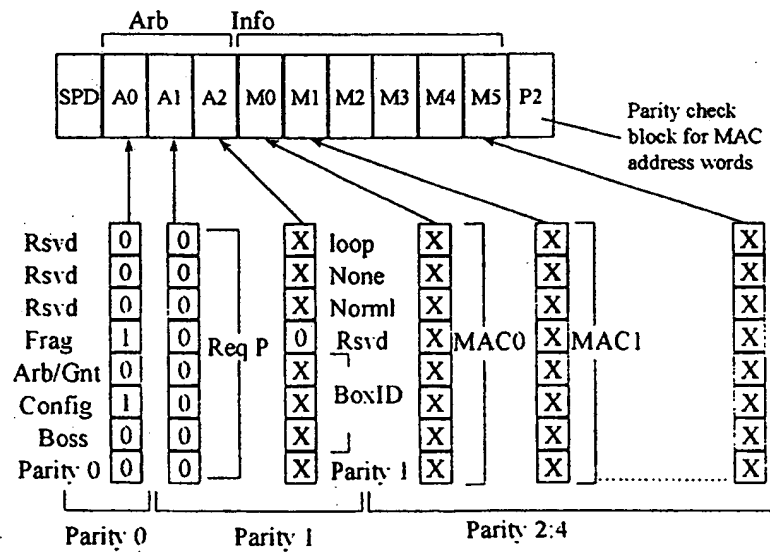 Arb Info
SPD A0 A1 A2 M0 M1 M2 M3 M4 M5 P2
Parity check
block for MAC
address words
Rsvd 0 0 X loop X X X
Rsvd 0 0 X None X X X
Rsvd 0 0 X Norml X X X
Frag 1 0 Req P 0 Rsvd X MAC0 X MAC1 X
Arb/Gnt 0 0 X X X X
Config 1 0 X BoxID X X X
Boss 0 0 X X X X
Parity 0 0 0 X Parity 1 X X X
Parity 0 Parity 1 Parity 2:4